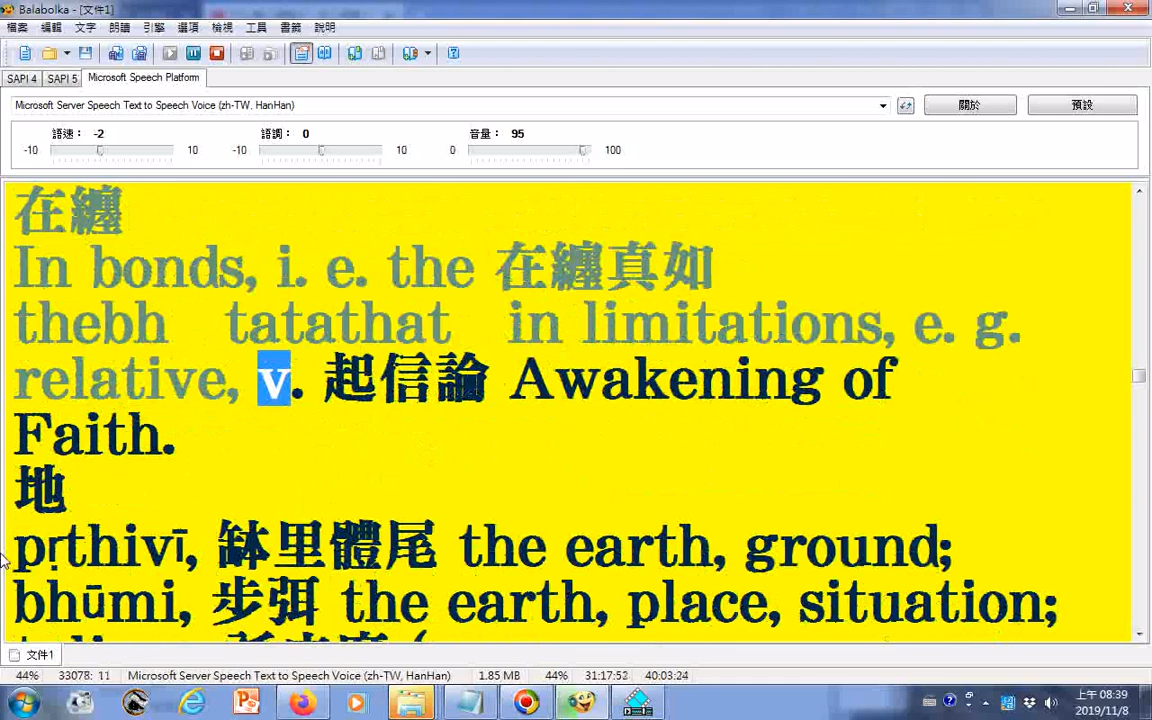 Balabolka - [文件1]
檔案 編輯 文字 朗讀 引擎 選項 檢視 工具 書籤 說明
SAPI 4 SAPI 5 Microsoft Speech Platform
Microsoft Server Speech Text to Speech Voice (zh-TW, HanHan) 關於 預設
語速： -2 語調： 0 音量： 95
-10 10 -10 10 0 100
在纏
In bonds, i. e. the 在纏真如
thebh tatathat in limitations, e. g.
relative, v. 起信論 Awakening of
Faith.
地
pṛthivī, 缽里體尾 the earth, ground;
bhūmi, 步弭 the earth, place, situation;
文件1
44% 33078: 11 Microsoft Server Speech Text to Speech Voice (zh-TW, HanHan) 1.85 MB 44% 31:17:52 40:03:24
上午 08:39
2019/11/8